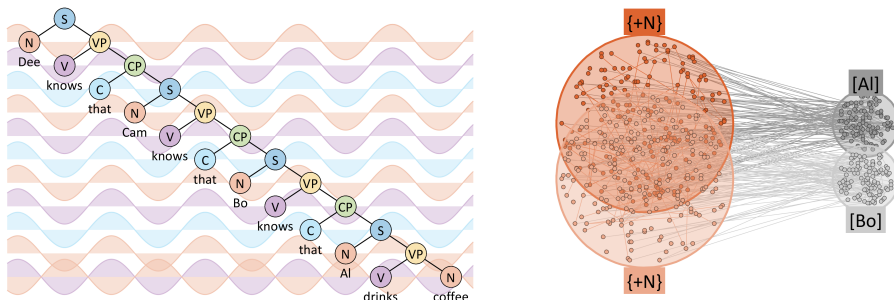 S
N VP
Dee
V CP
knows
C S
that
N VP
Cam
V CP
knows
C S
that
N VP
Bo
V CP
knows
C S
that
N VP
Al
V N
drinks coffee
{+N}
[Al]
[Bo]
{+N}